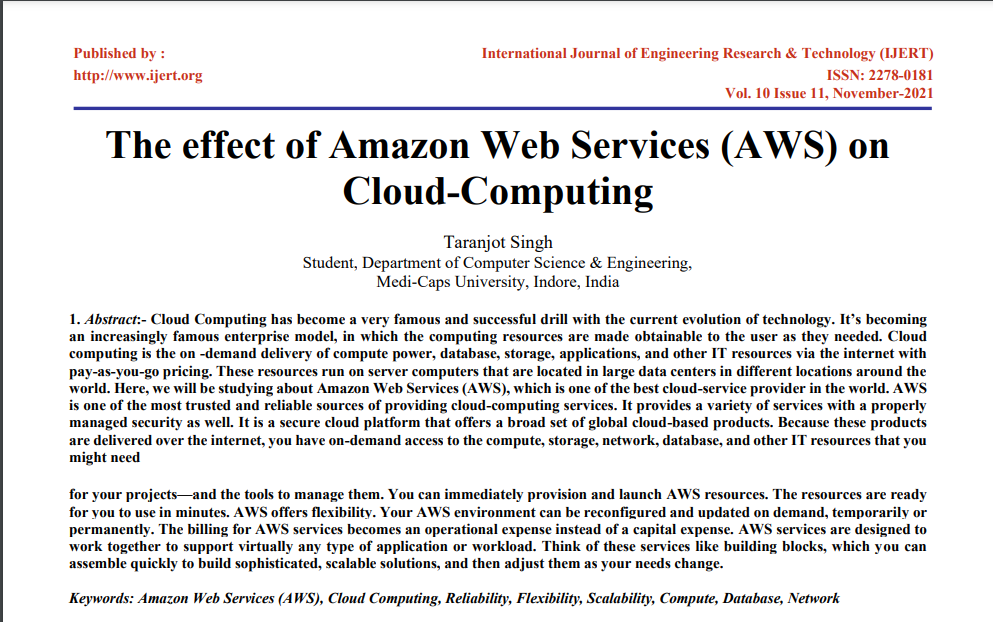 Published by :
http://www.ijert.org
International Journal of Engineering Research & Technology (IJERT)
ISSN: 2278-0181
Vol. 10 Issue 11, November-2021
The effect of Amazon Web Services (AWS) on
Cloud-Computing
Taranjot Singh
Student, Department of Computer Science & Engineering,
Medi-Caps University, Indore, India
1. Abstract:- Cloud Computing has become a very famous and successful drill with the current evolution of technology. It’s becoming
an increasingly famous enterprise model, in which the computing resources are made obtainable to the user as they needed. Cloud
computing is the on -demand delivery of compute power, database, storage, applications, and other IT resources via the internet with
pay-as-you-go pricing. These resources run on server computers that are located in large data centers in different locations around the
world. Here, we will be studying about Amazon Web Services (AWS), which is one of the best cloud-service provider in the world. AWS
is one of the most trusted and reliable sources of providing cloud-computing services. It provides a variety of services with a properly
managed security as well. It is a secure cloud platform that offers a broad set of global cloud-based products. Because these products
are delivered over the internet, you have on-demand access to the compute, storage, network, database, and other IT resources that you
might need
for your projects—and the tools to manage them. You can immediately provision and launch AWS resources. The resources are ready
for you to use in minutes. AWS offers flexibility. Your AWS environment can be reconfigured and updated on demand, temporarily or
permanently. The billing for AWS services becomes an operational expense instead of a capital expense. AWS services are designed to
work together to support virtually any type of application or workload. Think of these services like building blocks, which you can
assemble quickly to build sophisticated, scalable solutions, and then adjust them as your needs change.
Keywords: Amazon Web Services (AWS), Cloud Computing, Reliability, Flexibility, Scalability, Compute, Database, Network